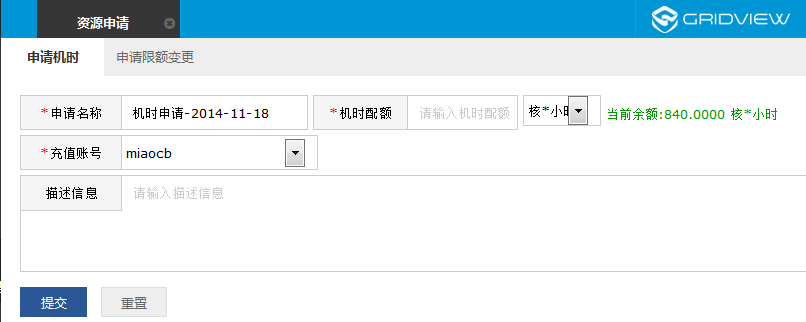 资源申请
GRIDVIEW
申请机时 申请限额变更
*申请名称 机时申请-2014-11-18 *机时配额 请输入机时配额 核*小时 当前余额:840.0000 核*小时
*充值账号 miaocb
描述信息 请输入描述信息
提交 重置